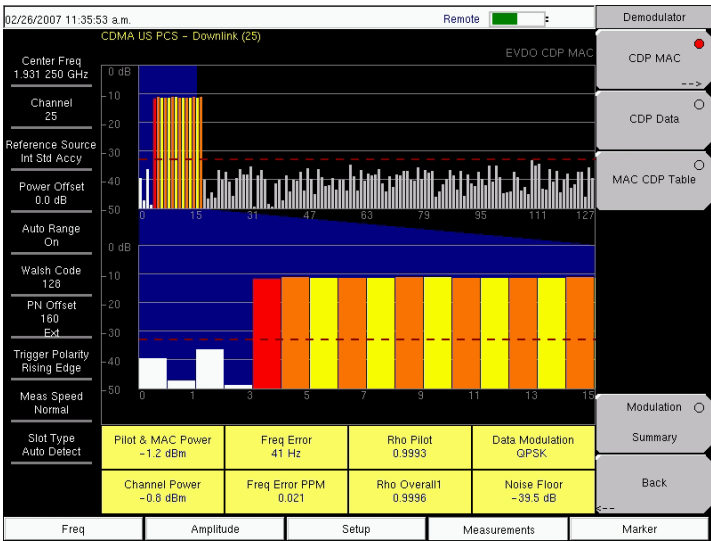 02/26/2007 11:35:53 a.m.
Remote
Demodulator
CDMA US PCS - Downlink (25)
EVDO CDP MAC
Center Freq
1.931 250 GHz
Channel
25
Reference Source
Int Std Accy
Power Offset
0.0 dB
Auto Range
On
Walsh Code
128
PN Offset
160
Ext
Trigger Polarity
Rising Edge
Meas Speed
Normal
Slot Type
Auto Detect
0 dB
-10
-20
-30
-40
-50
0 15 31 47 63 79 95 111 127
0 dB
-10
-20
-30
-40
-50
0 1 3 5 7 9 11 13 15
Pilot & MAC Power
-1.2 dBm
Freq Error
41 Hz
Rho Pilot
0.9993
Data Modulation
QPSK
Channel Power
-0.8 dBm
Freq Error PPM
0.021
Rho Overall1
0.9996
Noise Floor
-39.5 dB
CDP MAC
-->
CDP Data
MAC CDP Table
Modulation
Summary
Back
<--
Freq
Amplitude
Setup
Measurements
Marker